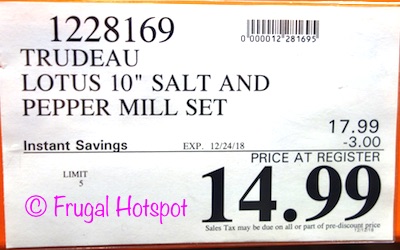 1228169
0"000012"281695"
TRUDEAU
LOTUS 10" SALT AND
PEPPER MILL SET
17.99
Instant Savings EXP. 12/24/18 -3.00
PRICE AT REGISTER
LIMIT
5
14.99
© Frugal Hotspot
Sales Tax may be due on all or part of pre-discount price